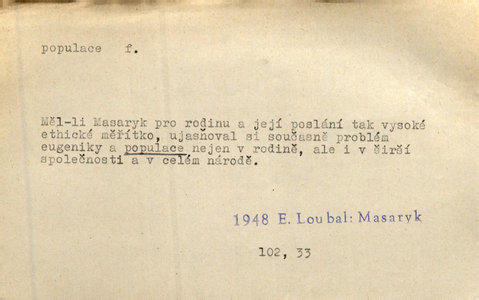 populace f.
Měl-li Masaryk pro rodinu a její poslání tak vysoké
ethické měřítko, ujasňoval si současně problém
eugeniky a populace nejen v rodině, ale i v širší
společnosti a v celém národě.
1948 E. Loubal: Masaryk
102, 33